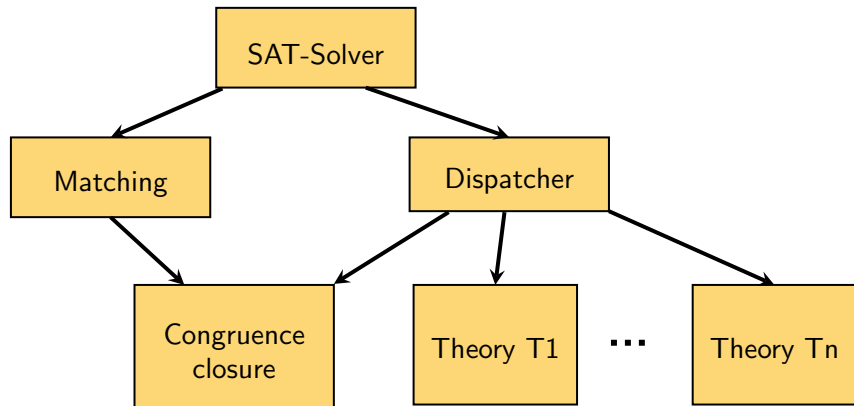 SAT-Solver
Matching
Dispatcher
Congruence
closure
Theory T1
...
Theory Tn